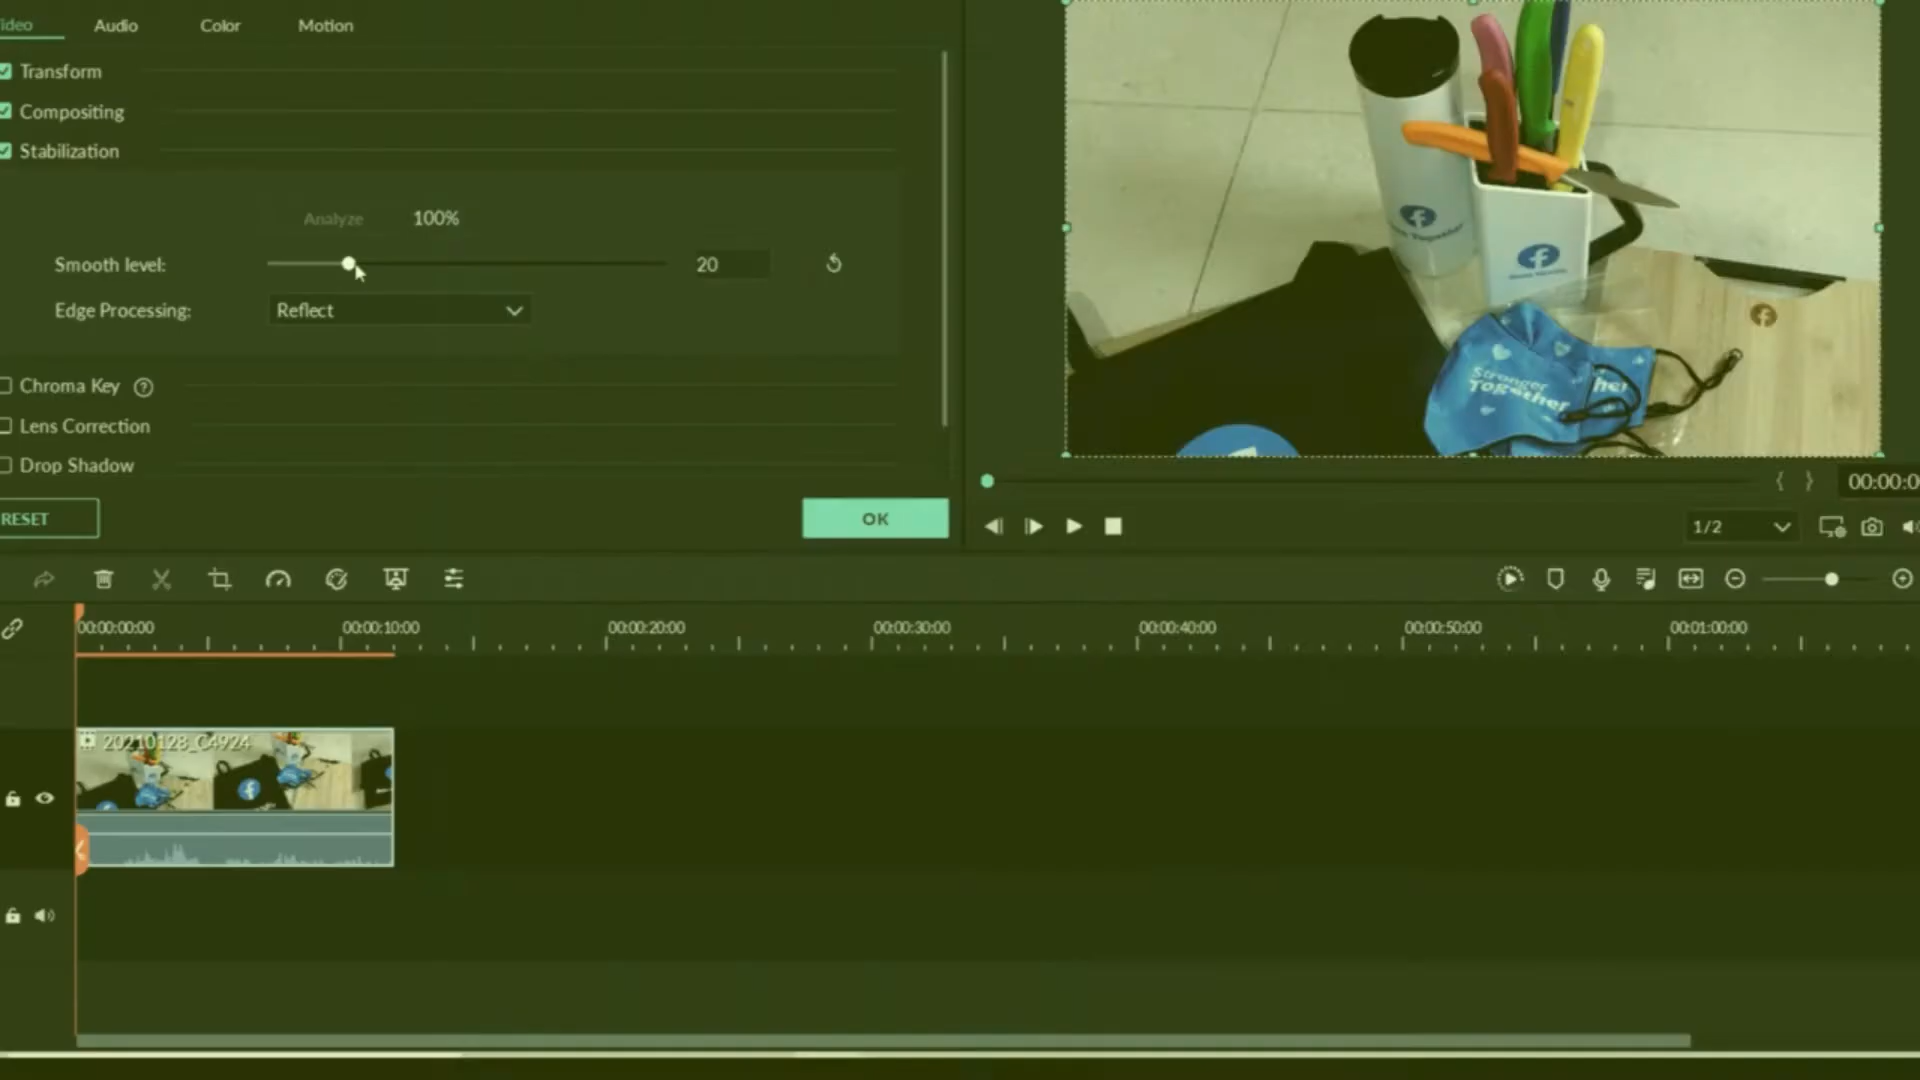 ideo Audio Color Motion
Transform
Compositing
Stabilization
Analyze 100%
Smooth level: 20
Edge Processing: Reflect
Chroma Key ?
Lens Correction
Drop Shadow
RESET OK
Stronger
Together
her
00:00:0
1/2
00:00:00:00 00:00:10:00 00:00:20:00 00:00:30:00 00:00:40:00 00:00:50:00 00:01:00:00
20210128_C4924